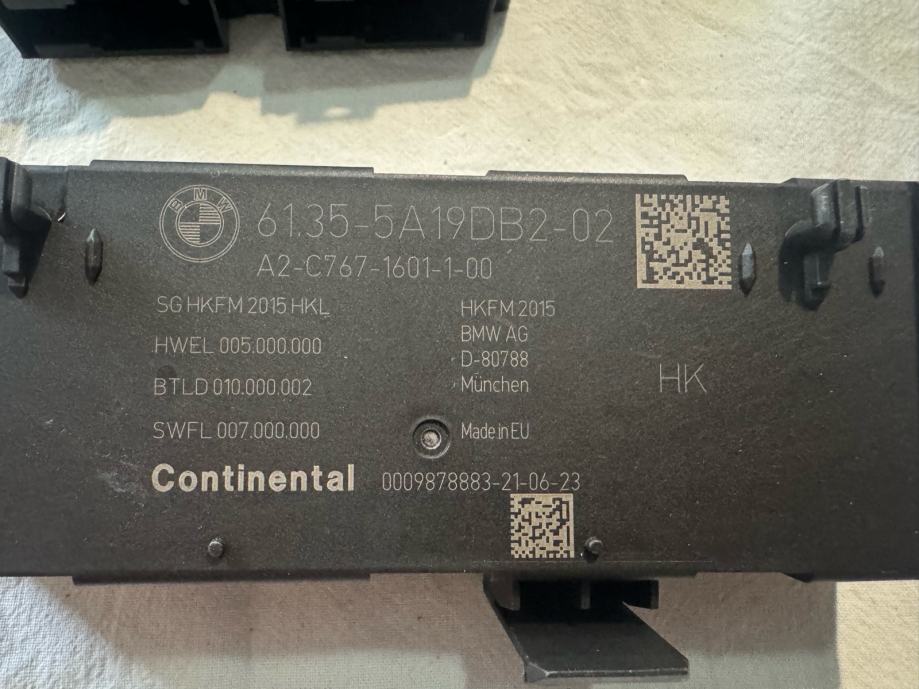 BMW
61.35-5A19DB2-02
A2-C767-1601-1-00
SG HKFM 2015 HKL
HWEL 005.000.000
BTLD 010.000.002
SWFL 007.000.000
HKFM 2015
BMW AG
D-80788
München
Made in EU
HK
Continental
0009878883-21-06-23